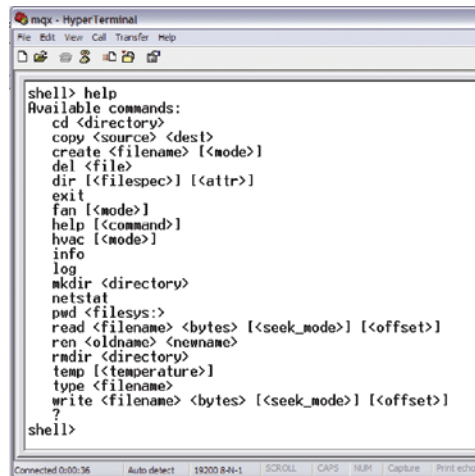 mqx - HyperTerminal
File Edit View Call Transfer Help
shell> help
Available commands:
cd <directory>
copy <source> <dest>
create <filename> [<mode>]
del <file>
dir [<filespec>] [<attr>]
exit
fan [<mode>]
help [<command>]
hvac [<mode>]
info
log
mkdir <directory>
netstat
pwd <filesys:>
read <filename> <bytes> [<seek_mode>] [<offset>]
ren <oldname> <newname>
rmdir <directory>
temp [<temperature>]
type <filename>
write <filename> <bytes> [<seek_mode>] [<offset>]
?
shell>
Connected 0:00:36 Auto detect 19200 8-N-1 SCROLL CAPS NUM Capture Print